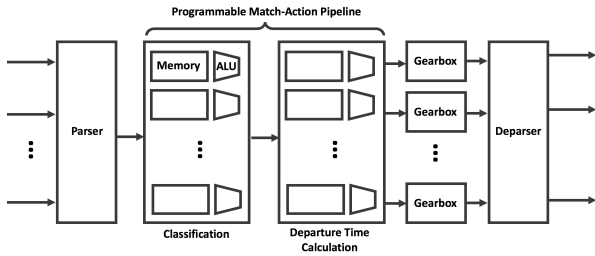 Programmable Match-Action Pipeline
Parser
Memory
ALU
Classification
Departure Time
Calculation
Gearbox
Gearbox
Gearbox
Deparser